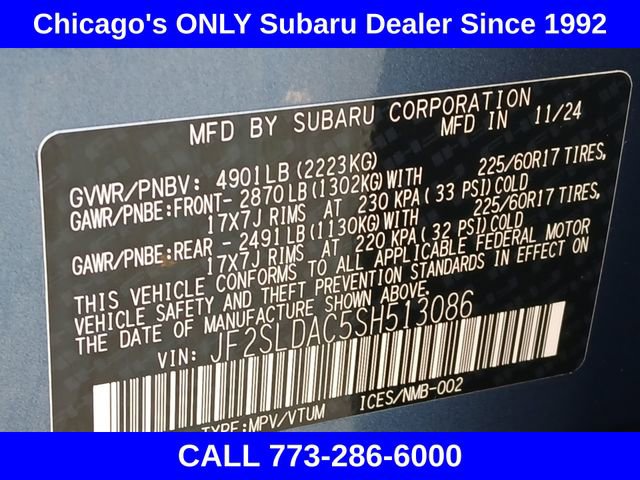 Chicago's ONLY Subaru Dealer Since 1992
MFD BY SUBARU CORPORATION
MFD IN 11/24
GVWR/PNBV: 4901LB(2223KG)
GAWR/PNBE:FRONT- 2870LB(1302KG)WITH 225/60R17 TIRES,
17X7J RIMS AT 230 KPA(33 PSI)COLD
GAWR/PNBE:REAR - 2491LB(1130KG)WITH 225/60R17 TIRES,
17X7J RIMS AT 220 KPA(32 PSI)COLD
THIS VEHICLE CONFORMS TO ALL APPLICABLE FEDERAL MOTOR
VEHICLE SAFETY AND THEFT PREVENTION STANDARDS IN EFFECT ON
THE DATE OF MANUFACTURE SHOWN ABOVE.
VIN: JF2SLDAC5SH513086
TYPE:MPV/VTUM ICES/NMB-002
CALL 773-286-6000